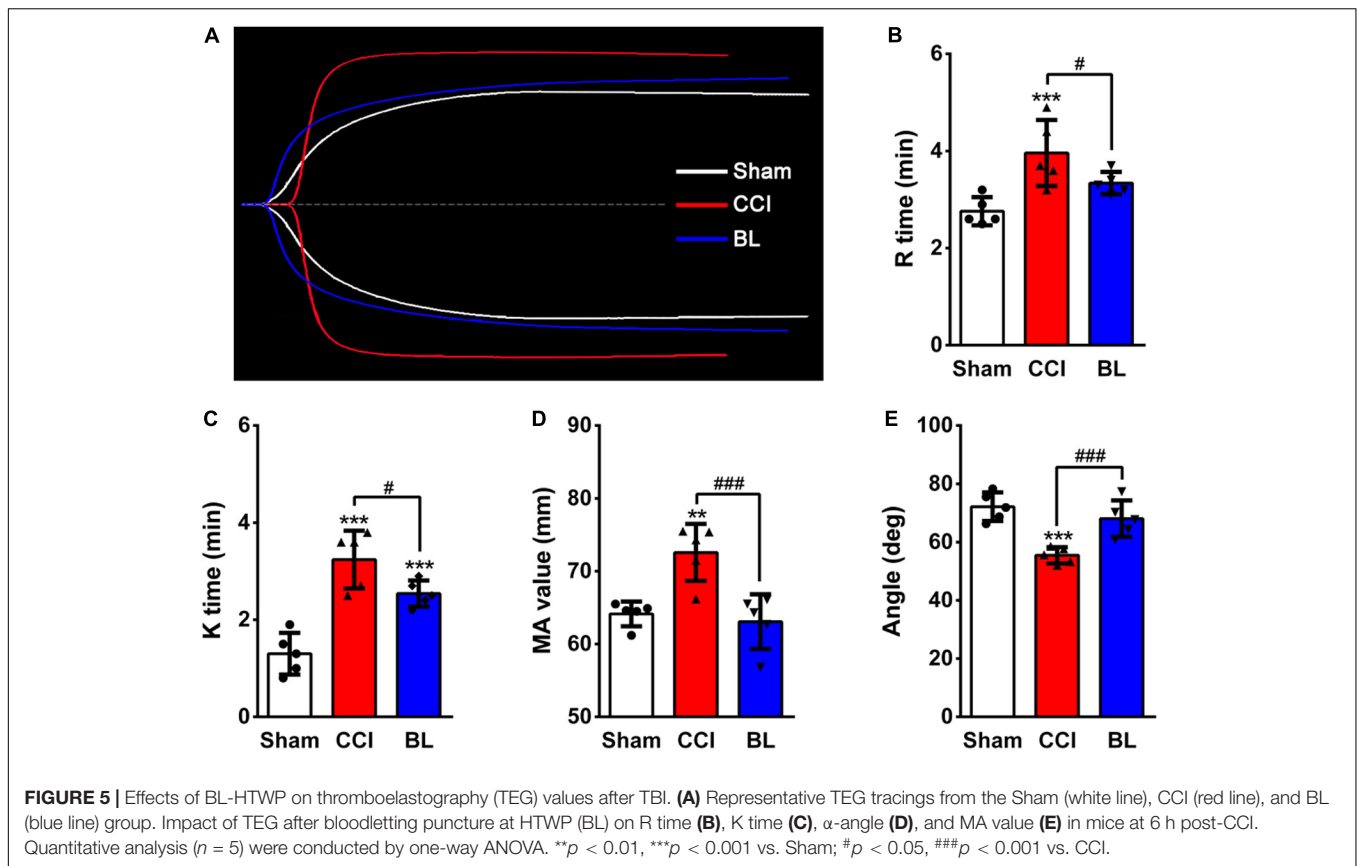 A
Sham
CCI
BL
B
6
4
2
0
R time (min)
***
#
Sham CCI BL
C
6
4
2
0
K time (min)
***
#
***
Sham CCI BL
D
90
80
70
60
50
MA value (mm)
**
###
Sham CCI BL
E
100
80
60
40
20
0
Angle (deg)
***
###
Sham CCI BL
FIGURE 5 | Effects of BL-HTWP on thromboelastography (TEG) values after TBI. (A) Representative TEG tracings from the Sham (white line), CCI (red line), and BL
(blue line) group. Impact of TEG after bloodletting puncture at HTWP (BL) on R time (B), K time (C), α-angle (D), and MA value (E) in mice at 6 h post-CCI.
Quantitative analysis (n = 5) were conducted by one-way ANOVA. **p < 0.01, ***p < 0.001 vs. Sham; #p < 0.05, ###p < 0.001 vs. CCI.